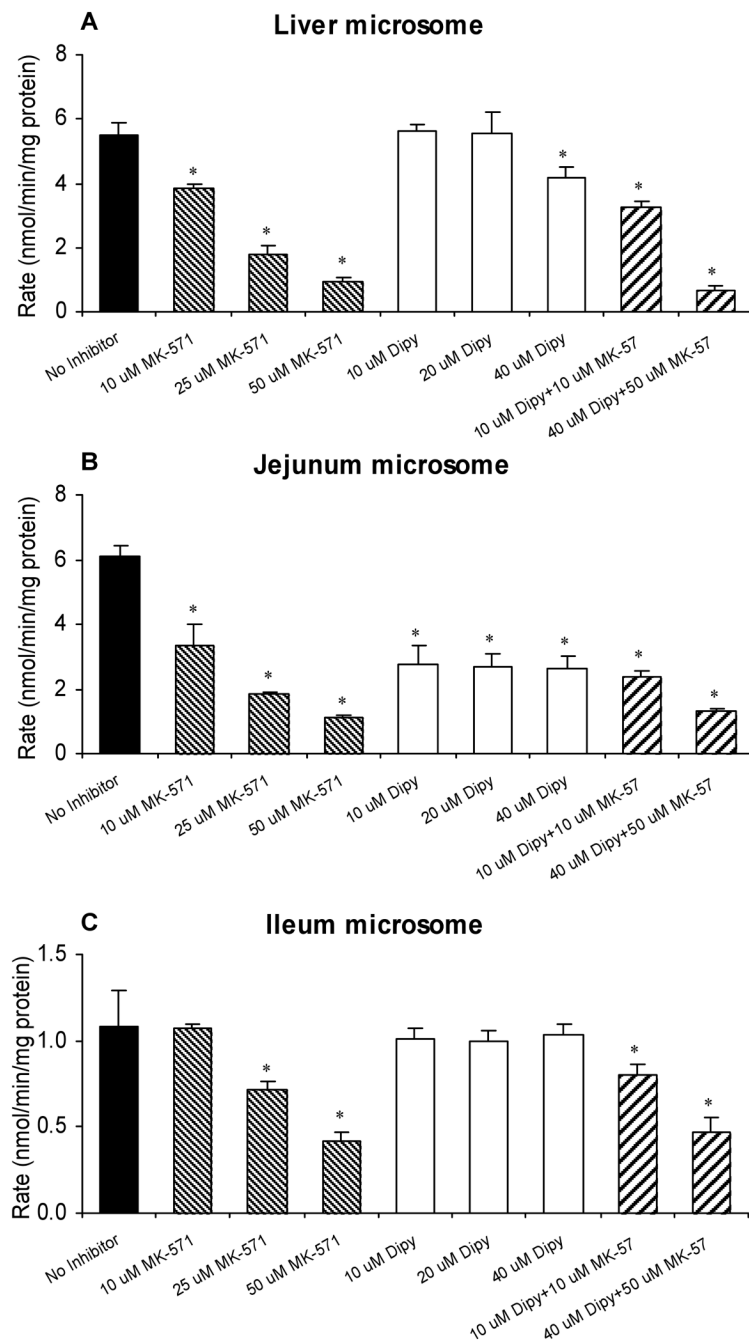 A
Liver microsome
Rate (nmol/min/mg protein)
8
6
4
2
0
* * * * * *
No Inhibitor
10 uM MK-571
25 uM MK-571
50 uM MK-571
10 uM Dipy
20 uM Dipy
40 uM Dipy
10 uM Dipy+10 uM MK-57
40 uM Dipy+50 uM MK-57
B
Jejunum microsome
Rate (nmol/min/mg protein)
8
6
4
2
0
* * * * * * * *
No Inhibitor
10 uM MK-571
25 uM MK-571
50 uM MK-571
10 uM Dipy
20 uM Dipy
40 uM Dipy
10 uM Dipy+10 uM MK-57
40 uM Dipy+50 uM MK-57
C
Ileum microsome
Rate (nmol/min/mg protein)
1.5
1.0
0.5
0.0
* * * *
No Inhibitor
10 uM MK-571
25 uM MK-571
50 uM MK-571
10 uM Dipy
20 uM Dipy
40 uM Dipy
10 uM Dipy+10 uM MK-57
40 uM Dipy+50 uM MK-57